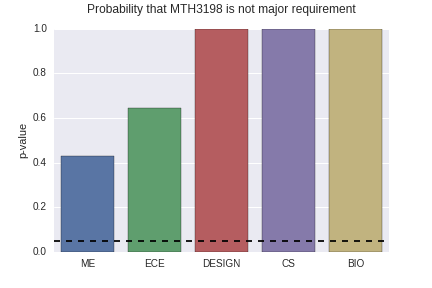 Probability that MTH3198 is not major requirement
1.0
0.8
0.6
0.4
0.2
0.0
p-value
ME ECE DESIGN CS BIO